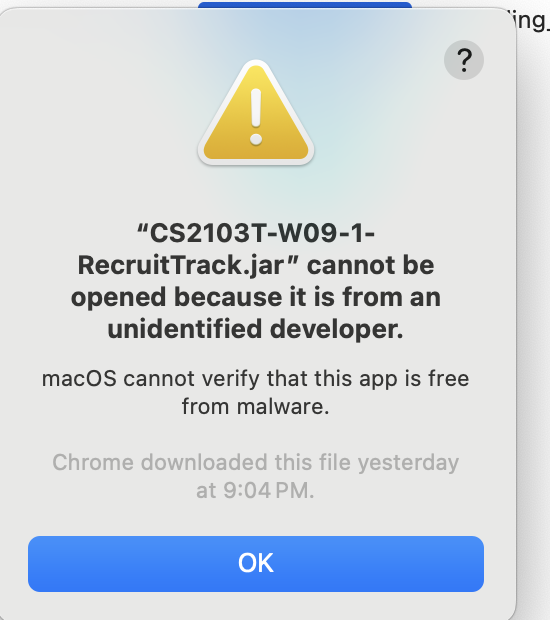 ing_
?
“CS2103T-W09-1-
RecruitTrack.jar” cannot be
opened because it is from an
unidentified developer.
macOS cannot verify that this app is free
from malware.
Chrome downloaded this file yesterday
at 9:04 PM.
OK